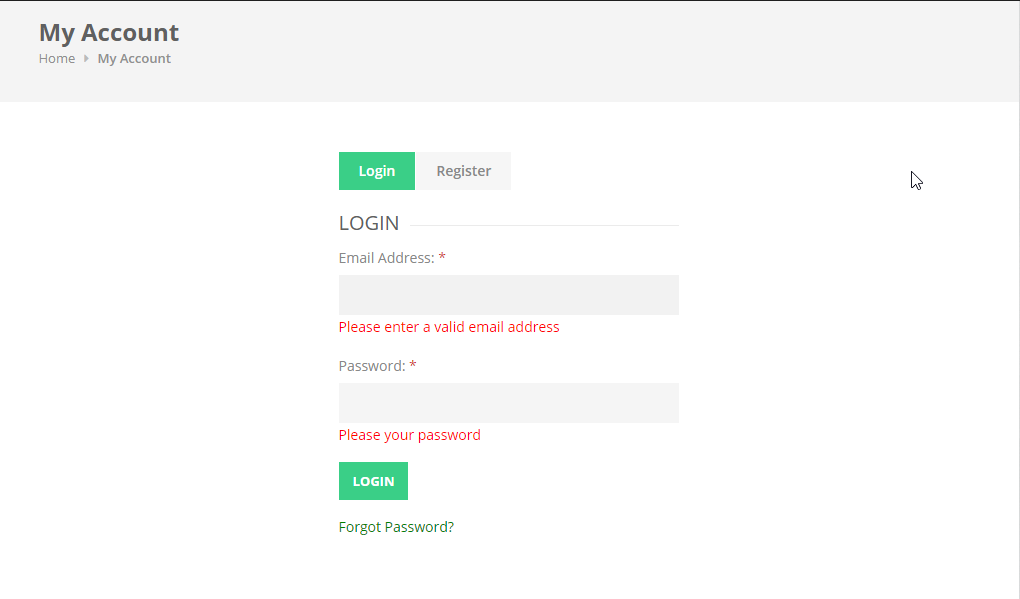 My Account
Home My Account
Login Register
LOGIN
Email Address: *
Please enter a valid email address
Password: *
Please your password
LOGIN
Forgot Password?